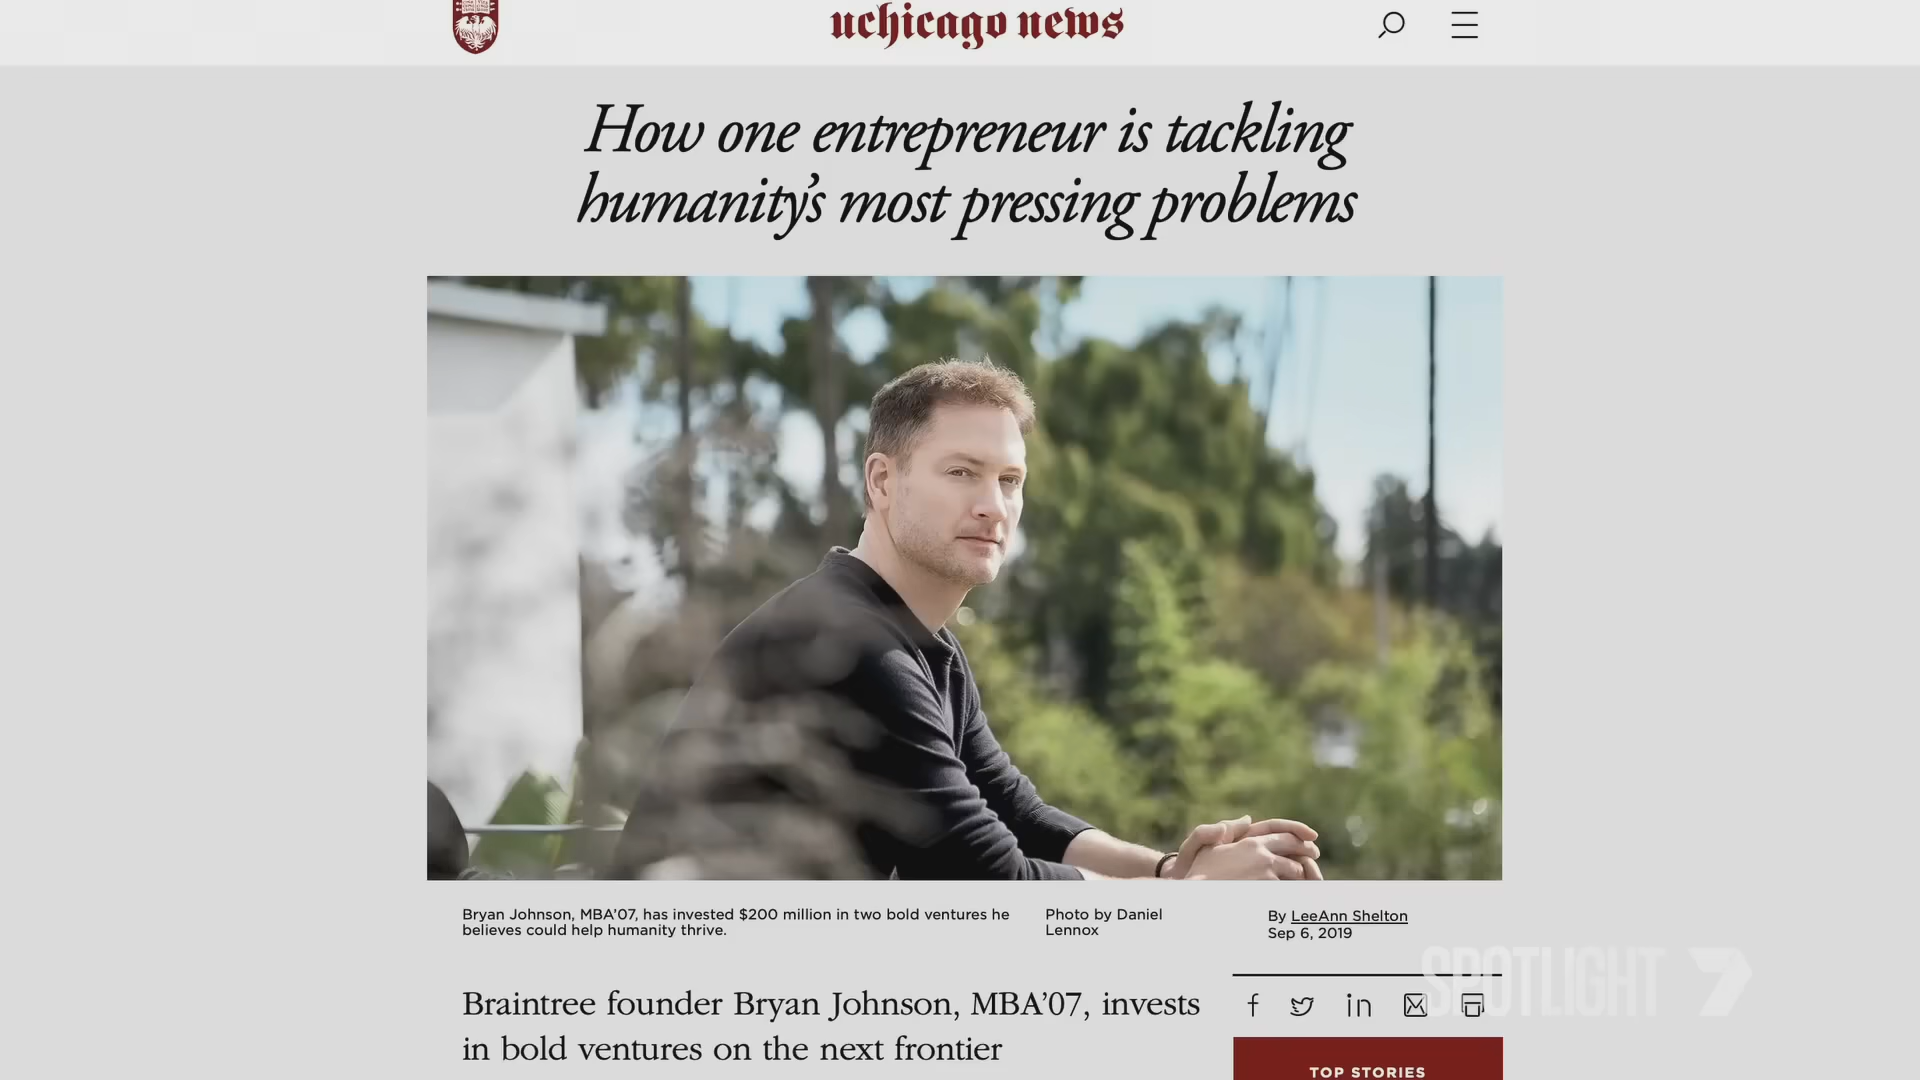 uchicago news
How one entrepreneur is tackling
humanity's most pressing problems
Bryan Johnson, MBA'07, has invested $200 million in two bold ventures he
believes could help humanity thrive.
Photo by Daniel
Lennox
By LeeAnn Shelton
Sep 6, 2019
Braintree founder Bryan Johnson, MBA'07, invests
in bold ventures on the next frontier
SPOTLIGHT 7
TOP STORIES